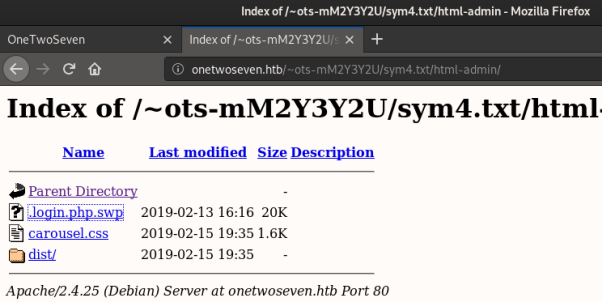 Index of /~ots-mM2Y3Y2U/sym4.txt/html-admin - Mozilla Firefox
OneTwoSeven × Index of /~ots-mM2Y3Y2U/s × +
onetwoseven.htb/~ots-mM2Y3Y2U/sym4.txt/html-admin/
Index of /~ots-mM2Y3Y2U/sym4.txt/html-
Name Last modified Size Description
Parent Directory -
.login.php.swp 2019-02-13 16:16 20K
carousel.css 2019-02-15 19:35 1.6K
dist/ 2019-02-15 19:35 -
Apache/2.4.25 (Debian) Server at onetwoseven.htb Port 80